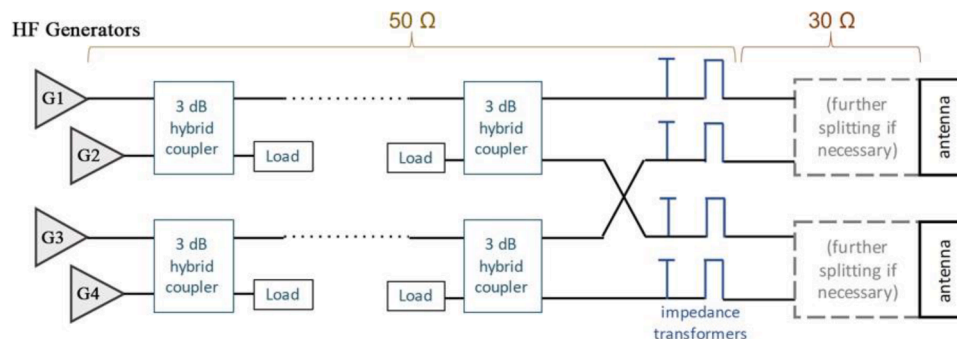 50 Ω
30 Ω
HF Generators
G1
3 dB
hybrid
coupler
3 dB
hybrid
coupler
(further
splitting if
necessary)
antenna
G2
Load
Load
G3
3 dB
hybrid
coupler
3 dB
hybrid
coupler
(further
splitting if
necessary)
antenna
G4
Load
Load
impedance
transformers